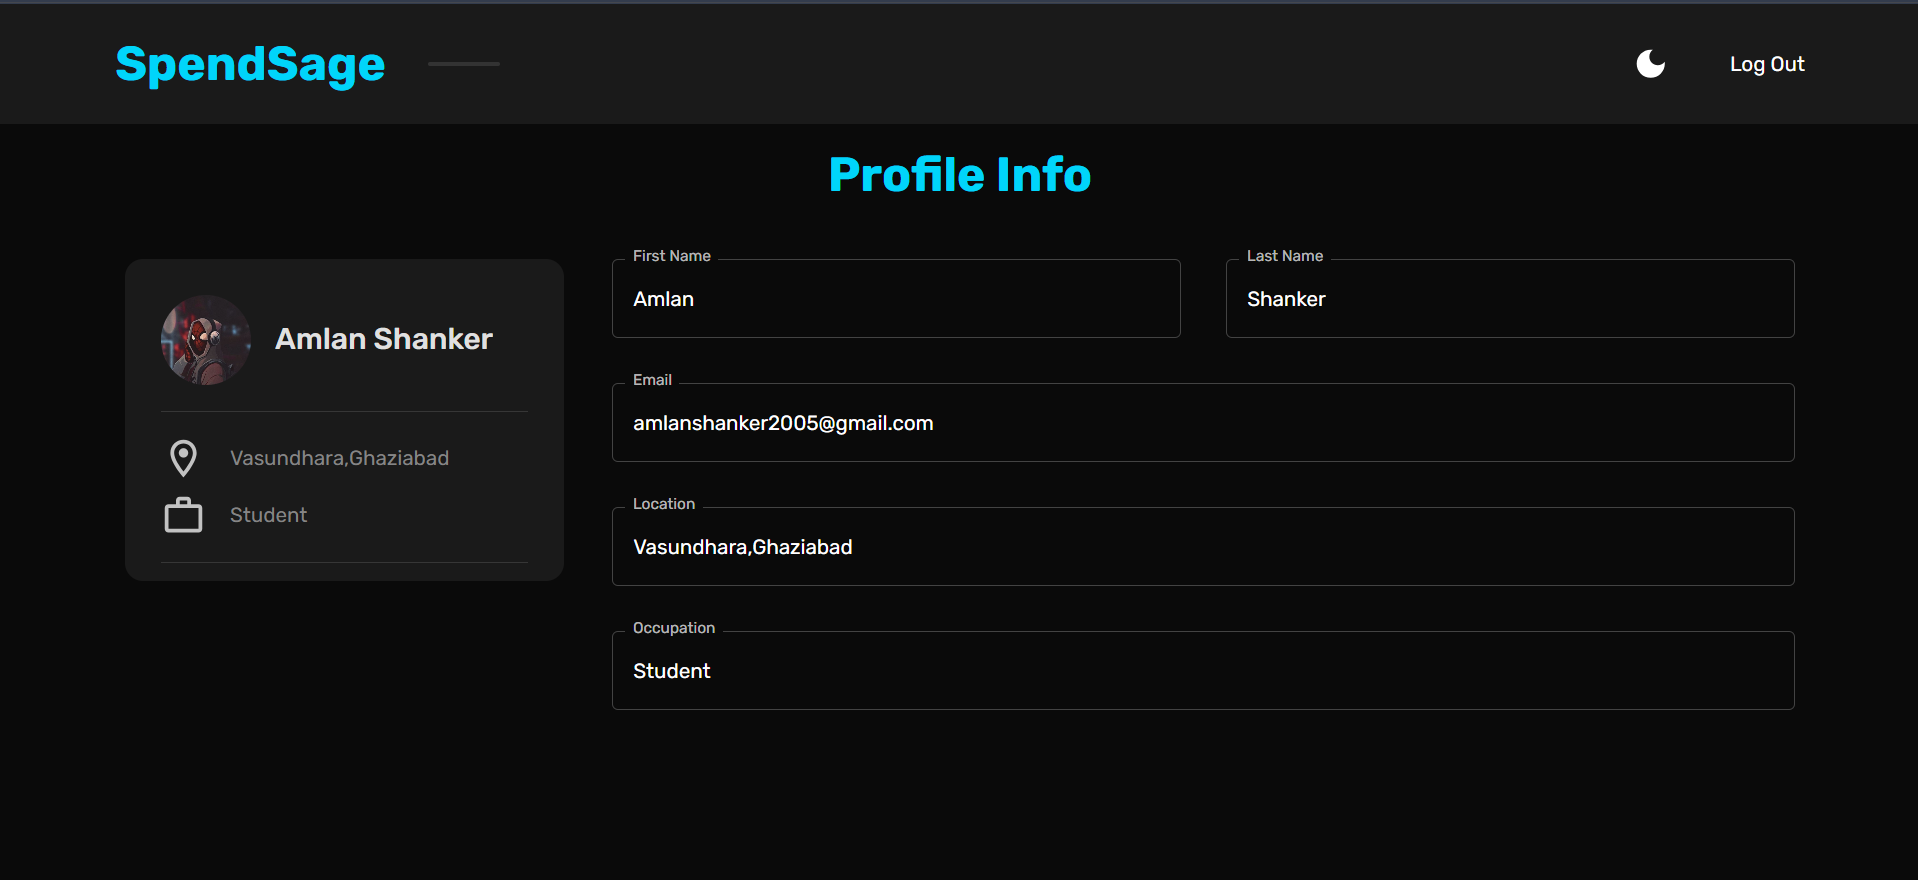 SpendSage
Log Out
Profile Info
Amlan Shanker
Vasundhara,Ghaziabad
Student
First Name
Amlan
Last Name
Shanker
Email
amlanshanker2005@gmail.com
Location
Vasundhara,Ghaziabad
Occupation
Student